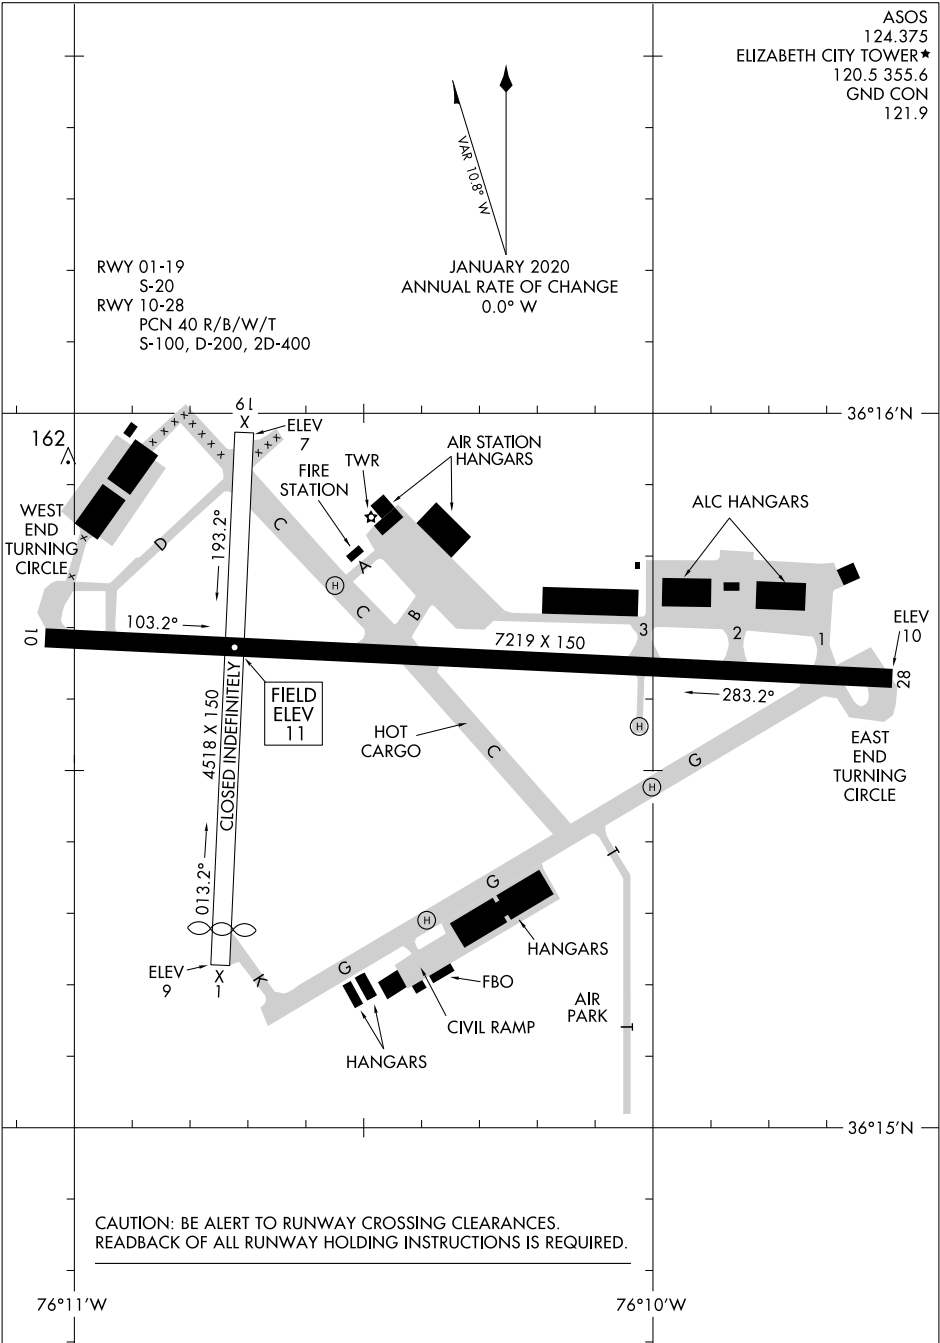 ASOS
124.375
ELIZABETH CITY TOWER★
120.5 355.6
GND CON
121.9
VAR 10.8° W
JANUARY 2020
ANNUAL RATE OF CHANGE
0.0° W
RWY 01-19
S-20
RWY 10-28
PCN 40 R/B/W/T
S-100, D-200, 2D-400
36°16'N
19
X
ELEV
7
162
AIR STATION
HANGARS
TWR
FIRE
STATION
ALC HANGARS
WEST
END
TURNING
CIRCLE
D
193.2°
C
H
A
C
B
10
103.2°
7219 X 150
3
2
1
ELEV
10
28
283.2°
FIELD
ELEV
11
4518 X 150
CLOSED INDEFINITELY
HOT
CARGO
C
H
G
H
EAST
END
TURNING
CIRCLE
013.2°
T
G
H
HANGARS
ELEV
9
X
1
K
G
FBO
CIVIL RAMP
HANGARS
AIR
PARK
T
36°15'N
CAUTION: BE ALERT TO RUNWAY CROSSING CLEARANCES.
READBACK OF ALL RUNWAY HOLDING INSTRUCTIONS IS REQUIRED.
76°11'W
76°10'W